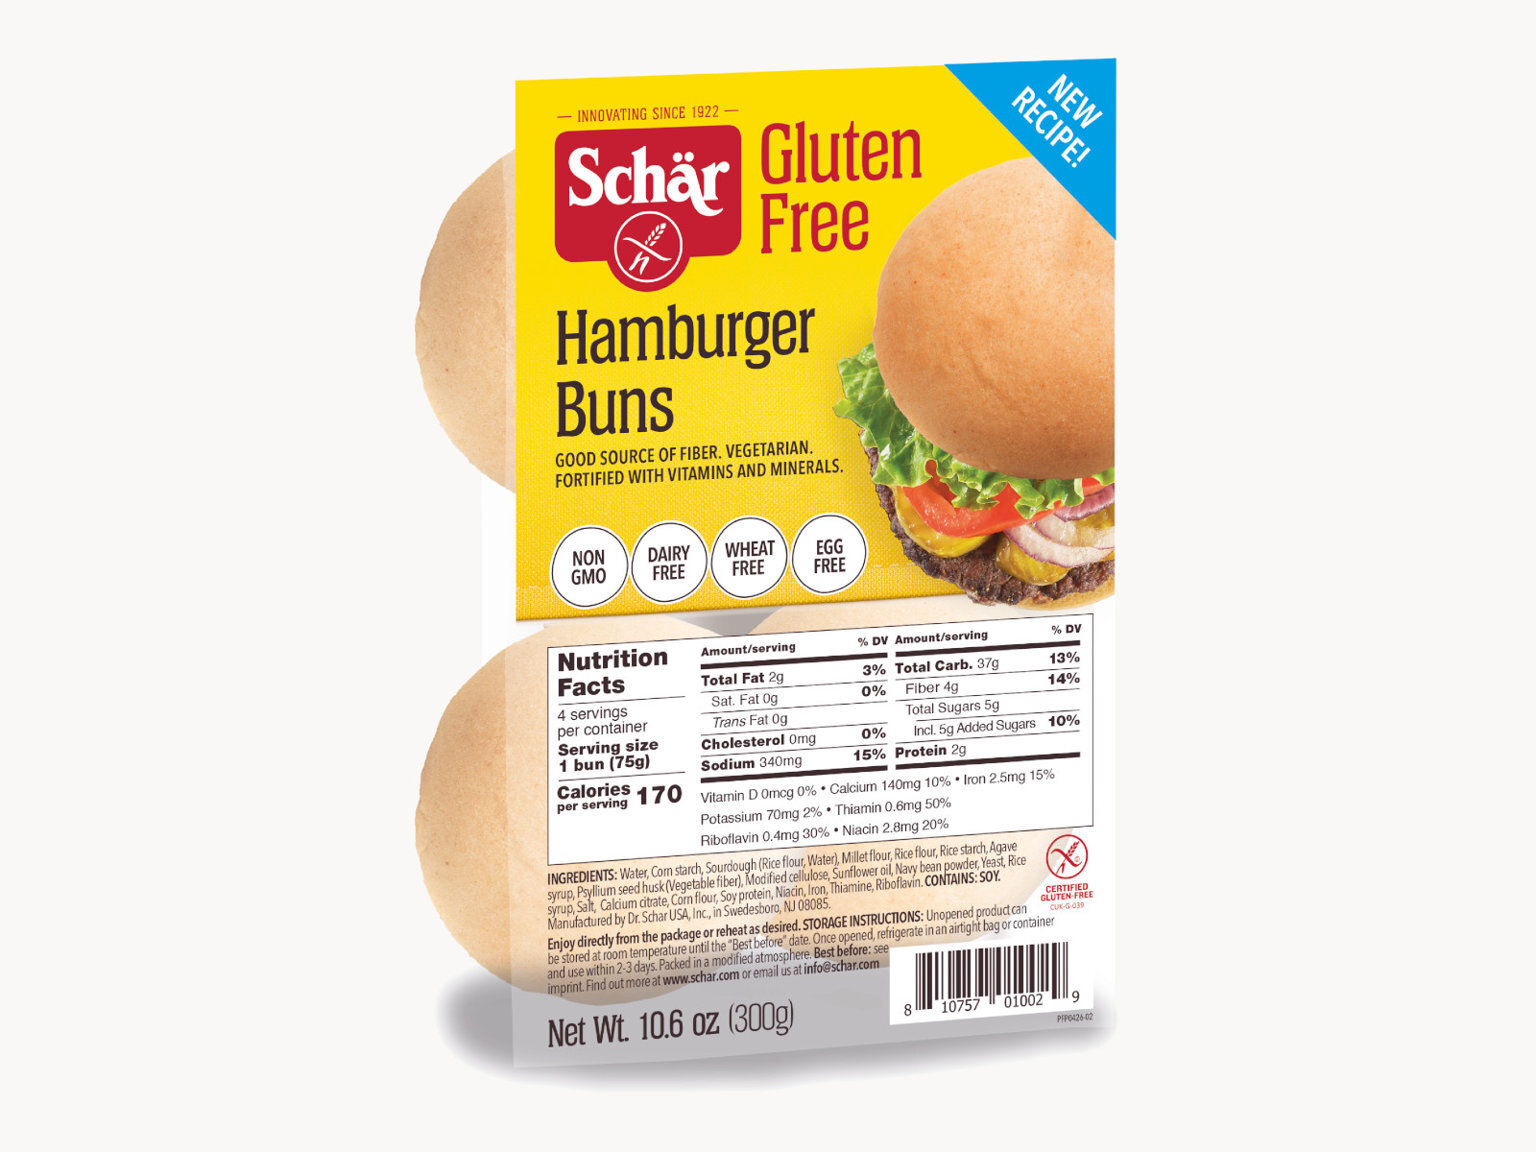 — INNOVATING SINCE 1922 —
Schär
Gluten
Free
NEW
RECIPE!
Hamburger
Buns
GOOD SOURCE OF FIBER. VEGETARIAN.
FORTIFIED WITH VITAMINS AND MINERALS.
NON
GMO
DAIRY
FREE
WHEAT
FREE
EGG
FREE
Nutrition
Facts
4 servings
per container
Serving size
1 bun (75g)
Calories
per serving 170
Amount/serving % DV
Total Fat 2g 3%
Sat. Fat 0g 0%
Trans Fat 0g
Cholesterol 0mg 0%
Sodium 340mg 15%
Amount/serving % DV
Total Carb. 37g 13%
Fiber 4g 14%
Total Sugars 5g
Incl. 5g Added Sugars 10%
Protein 2g
Vitamin D 0mcg 0% • Calcium 140mg 10% • Iron 2.5mg 15%
Potassium 70mg 2% • Thiamin 0.6mg 50%
Riboflavin 0.4mg 30% • Niacin 2.8mg 20%
INGREDIENTS: Water, Corn starch, Sourdough (Rice flour, Water), Millet flour, Rice flour, Rice starch, Agave
syrup, Psyllium seed husk (Vegetable fiber), Modified cellulose, Sunflower oil, Navy bean powder, Yeast, Rice
syrup, Salt, Calcium citrate, Corn flour, Soy protein, Niacin, Iron, Thiamine, Riboflavin. CONTAINS: SOY.
Manufactured by Dr. Schar USA, Inc., in Swedesboro, NJ 08085.
Enjoy directly from the package or reheat as desired. STORAGE INSTRUCTIONS: Unopened product can
be stored at room temperature until the "Best before" date. Once opened, refrigerate in an airtight bag or container
and use within 2-3 days. Packed in a modified atmosphere. Best before: see
imprint. Find out more at www.schar.com or email us at info@schar.com
CERTIFIED
GLUTEN-FREE
CUK-G-039
Net Wt. 10.6 oz (300g)
8 10757 01002 9
PFP0426-02